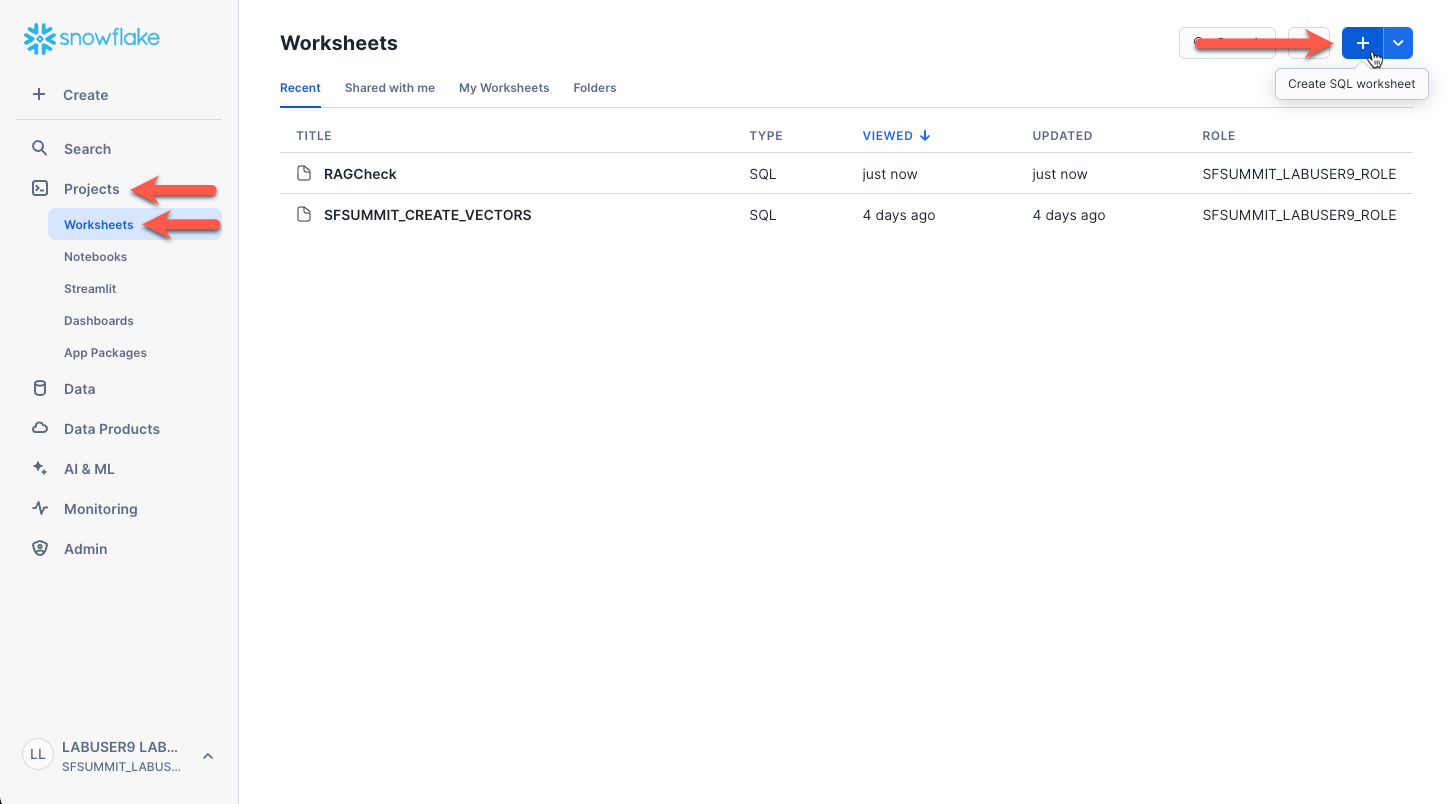 snowflake
Create
Search
Projects
Worksheets
Notebooks
Streamlit
Dashboards
App Packages
Data
Data Products
AI & ML
Monitoring
Admin
LL
LABUSER9 LAB...
SFSUMMIT_LABUS...
Worksheets
Create SQL worksheet
Recent Shared with me My Worksheets Folders
TITLE TYPE VIEWED UPDATED ROLE
RAGCheck SQL just now just now SFSUMMIT_LABUSER9_ROLE
SFSUMMIT_CREATE_VECTORS SQL 4 days ago 4 days ago SFSUMMIT_LABUSER9_ROLE